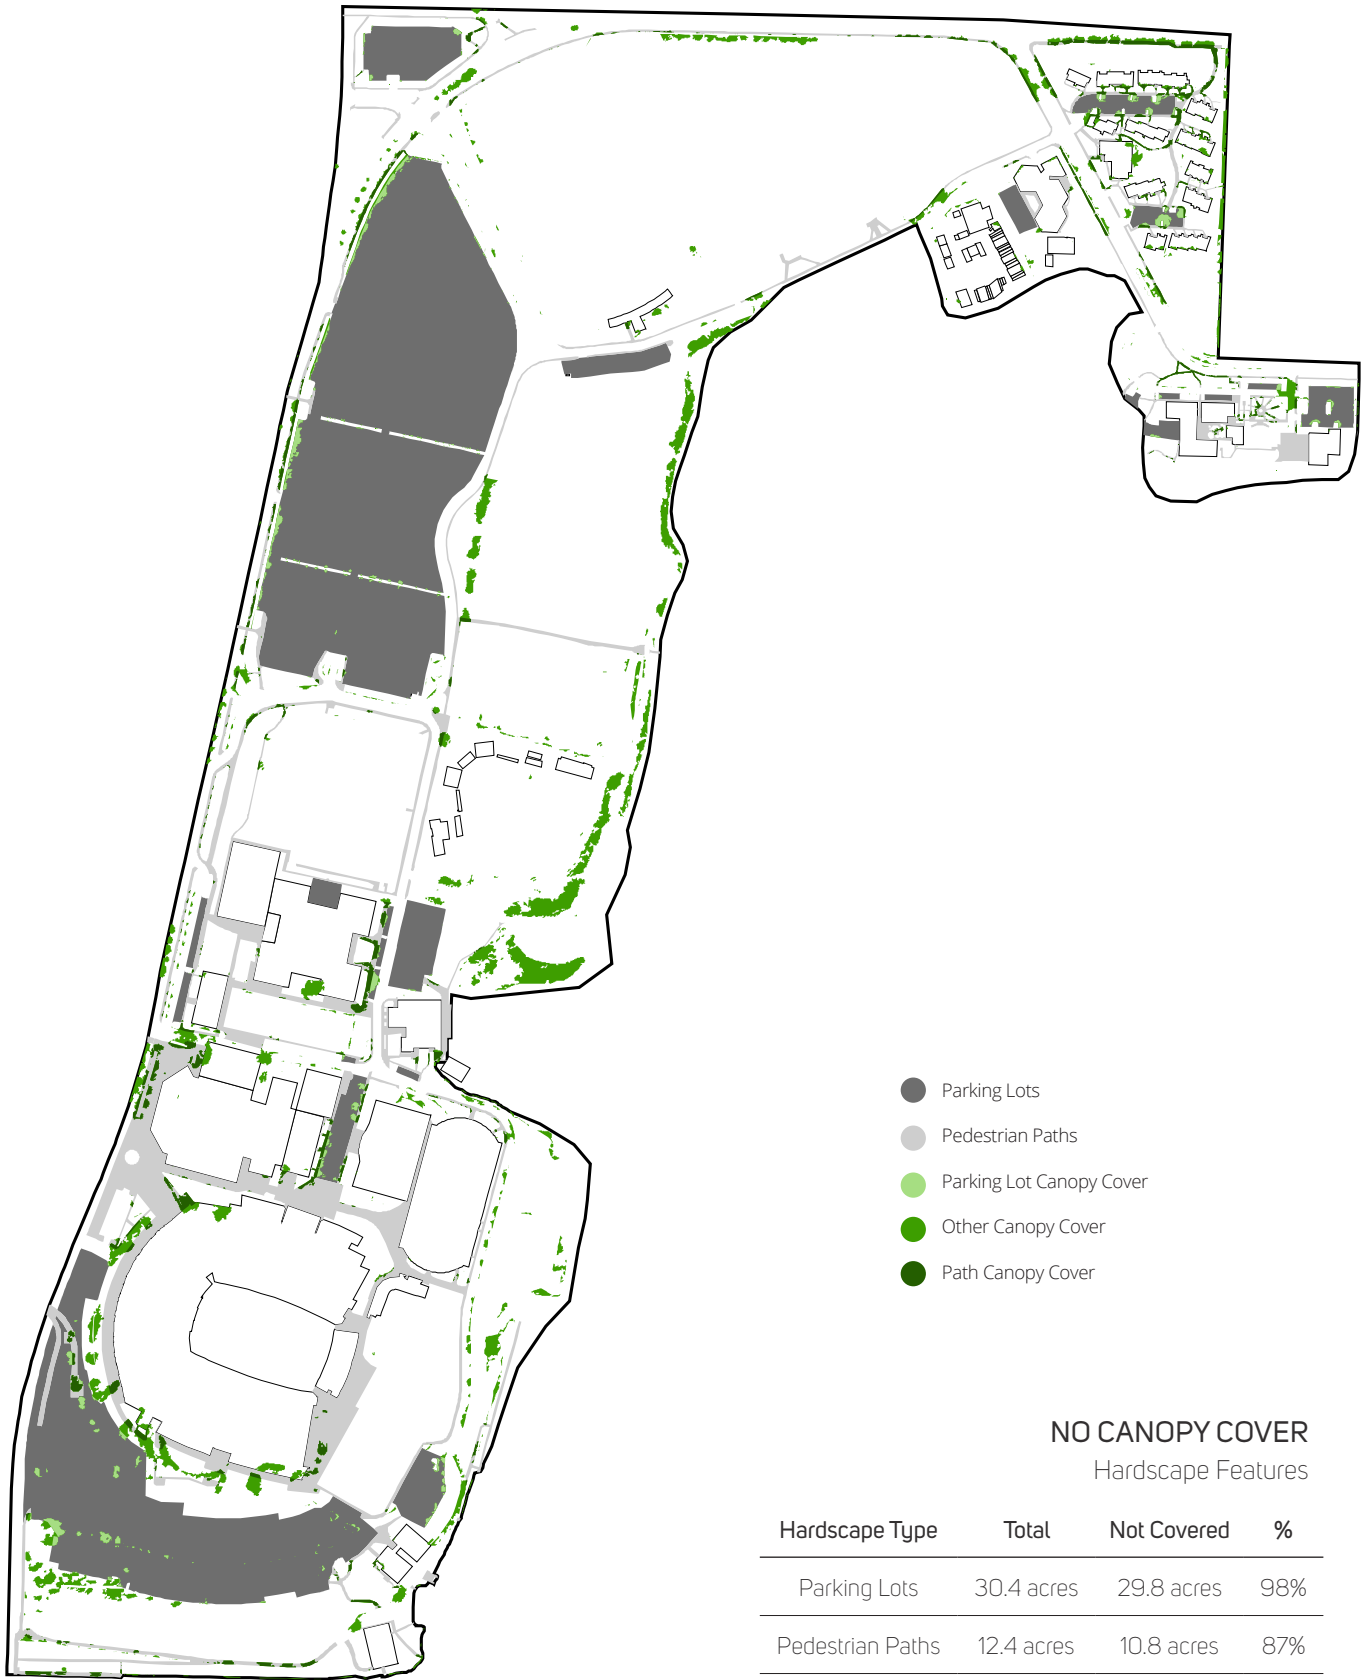 Parking Lots
Pedestrian Paths
Parking Lot Canopy Cover
Other Canopy Cover
Path Canopy Cover
NO CANOPY COVER
Hardscape Features
Hardscape Type Total Not Covered %
Parking Lots 30.4 acres 29.8 acres 98%
Pedestrian Paths 12.4 acres 10.8 acres 87%